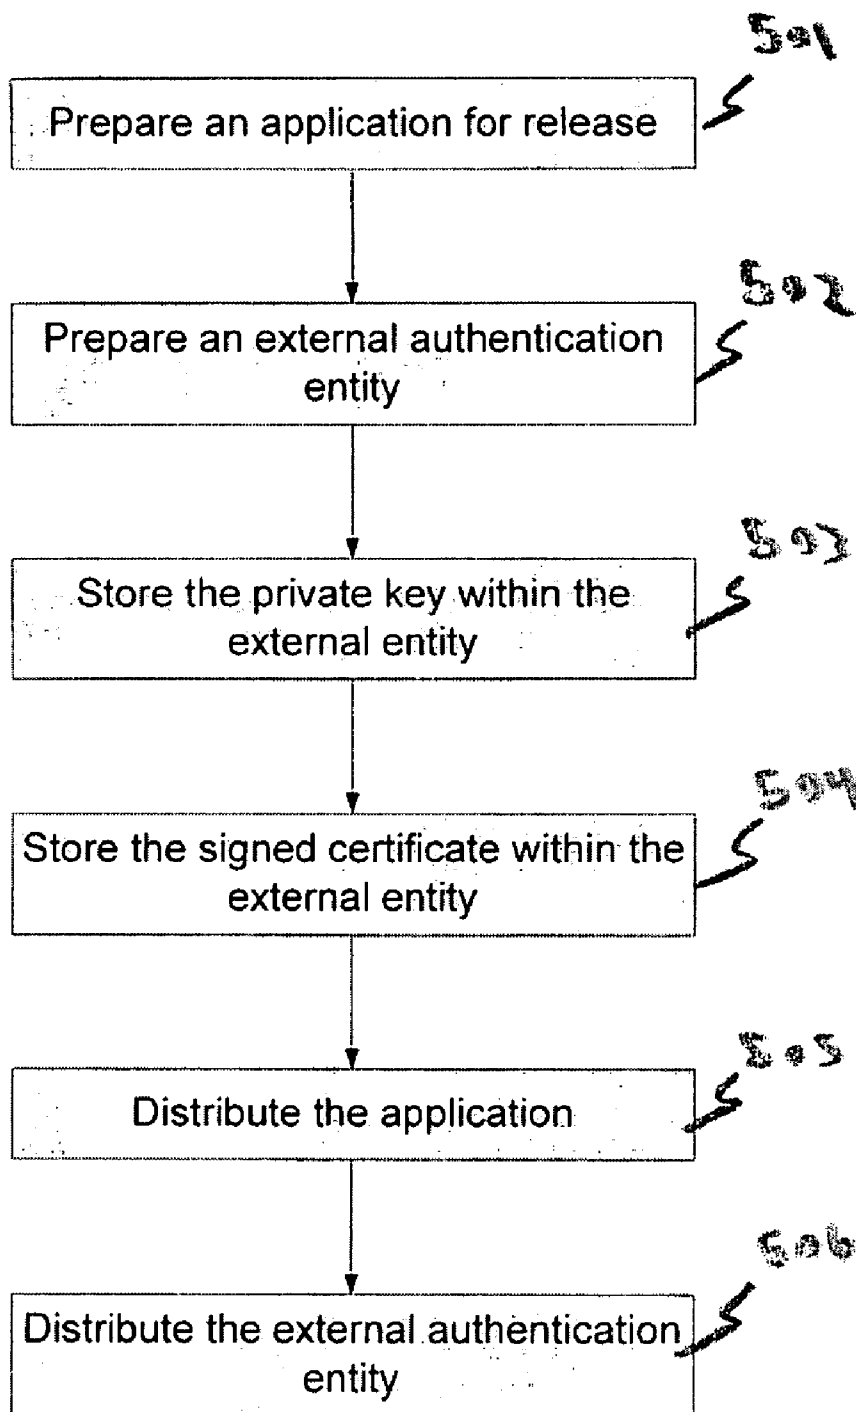 501
Prepare an application for release
502
Prepare an external authentication
entity
503
Store the private key within the
external entity
504
Store the signed certificate within the
external entity
505
Distribute the application
506
Distribute the external authentication
entity